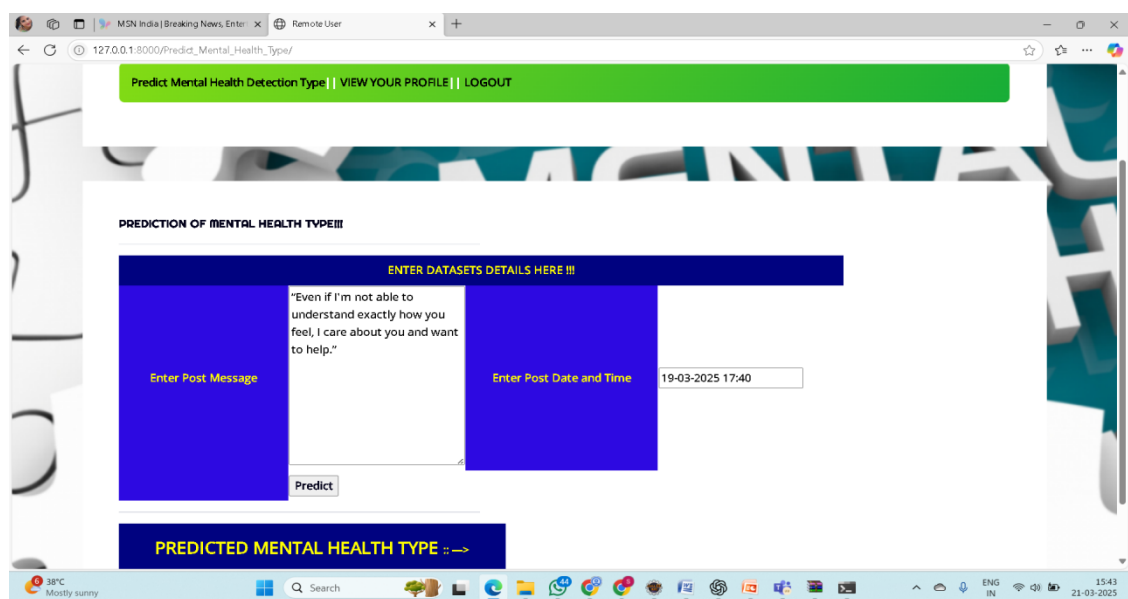 MSN India | Breaking News, Enter
Remote User
127.0.0.1:8000/Predict_Mental_Health_Type/
Predict Mental Health Detection Type | | VIEW YOUR PROFILE | | LOGOUT
PREDICTION OF MENTAL HEALTH TYPE!!!
ENTER DATASETS DETAILS HERE !!!
Enter Post Message
“Even if I'm not able to
understand exactly how you
feel, I care about you and want
to help.”
Enter Post Date and Time
19-03-2025 17:40
Predict
PREDICTED MENTAL HEALTH TYPE :: —>
38°C
Mostly sunny
Search
44
ENG
IN
15:43
21-03-2025